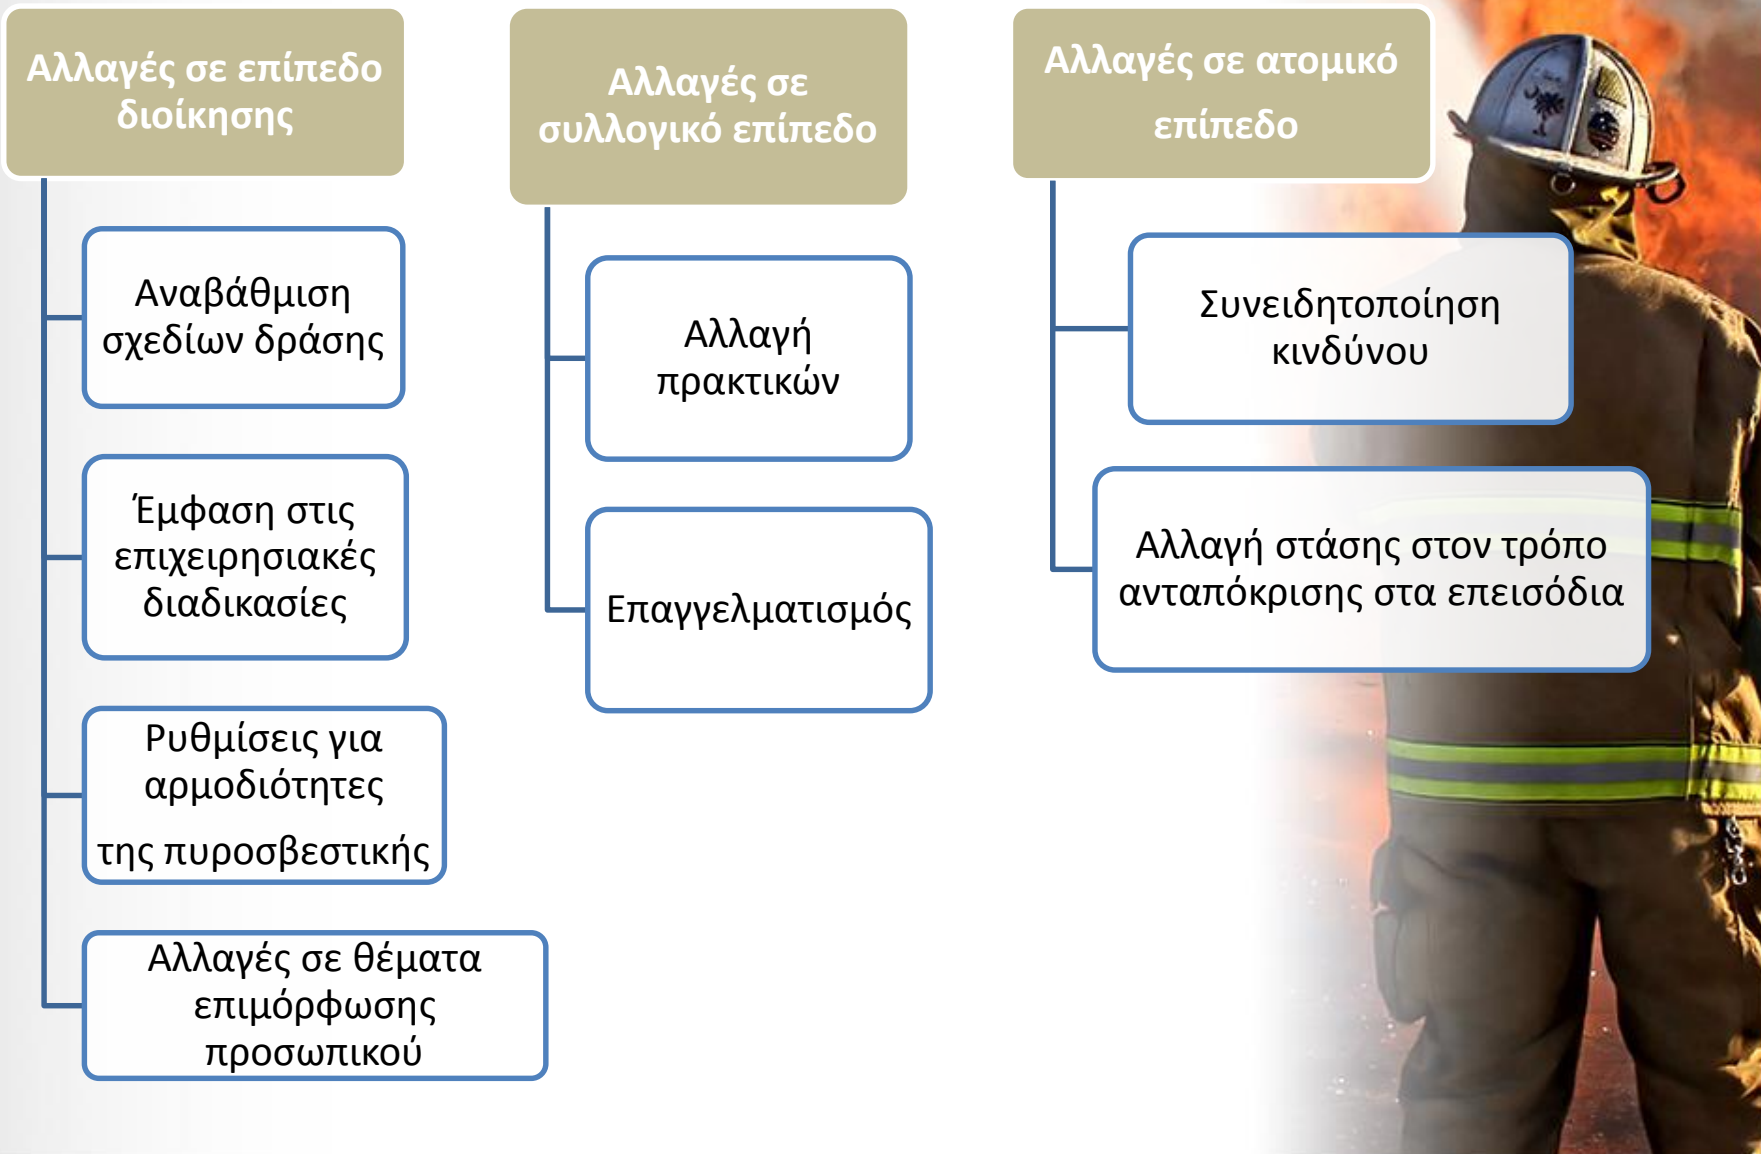 Αλλαγές σε επίπεδο
διοίκησης
Αναβάθμιση
σχεδίων δράσης
Έμφαση στις
επιχειρησιακές
διαδικασίες
Ρυθμίσεις για
αρμοδιότητες
της πυροσβεστικής
Αλλαγές σε θέματα
επιμόρφωσης
προσωπικού
Αλλαγές σε
συλλογικό επίπεδο
Αλλαγή
πρακτικών
Επαγγελματισμός
Αλλαγές σε ατομικό
επίπεδο
Συνειδητοποίηση
κινδύνου
Αλλαγή στάσης στον τρόπο
ανταπόκρισης στα επεισόδια